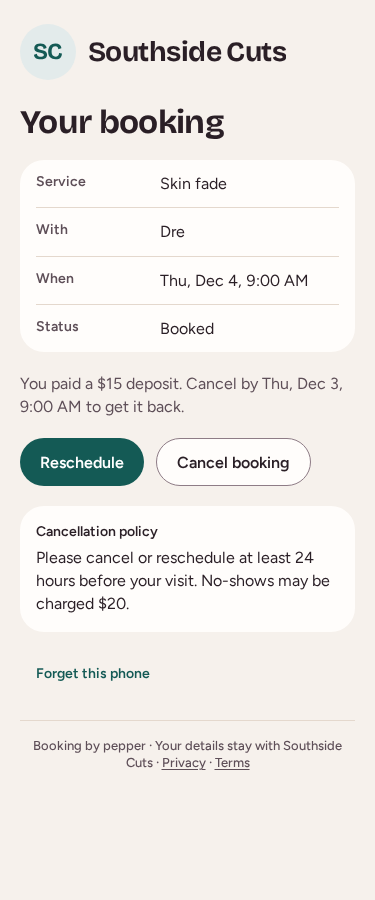 SC
Southside Cuts
Your booking
Service
Skin fade
With
Dre
When
Thu, Dec 4, 9:00 AM
Status
Booked
You paid a $15 deposit. Cancel by Thu, Dec 3,
9:00 AM to get it back.
Reschedule
Cancel booking
Cancellation policy
Please cancel or reschedule at least 24
hours before your visit. No-shows may be
charged $20.
Forget this phone
Booking by pepper · Your details stay with Southside
Cuts · Privacy · Terms